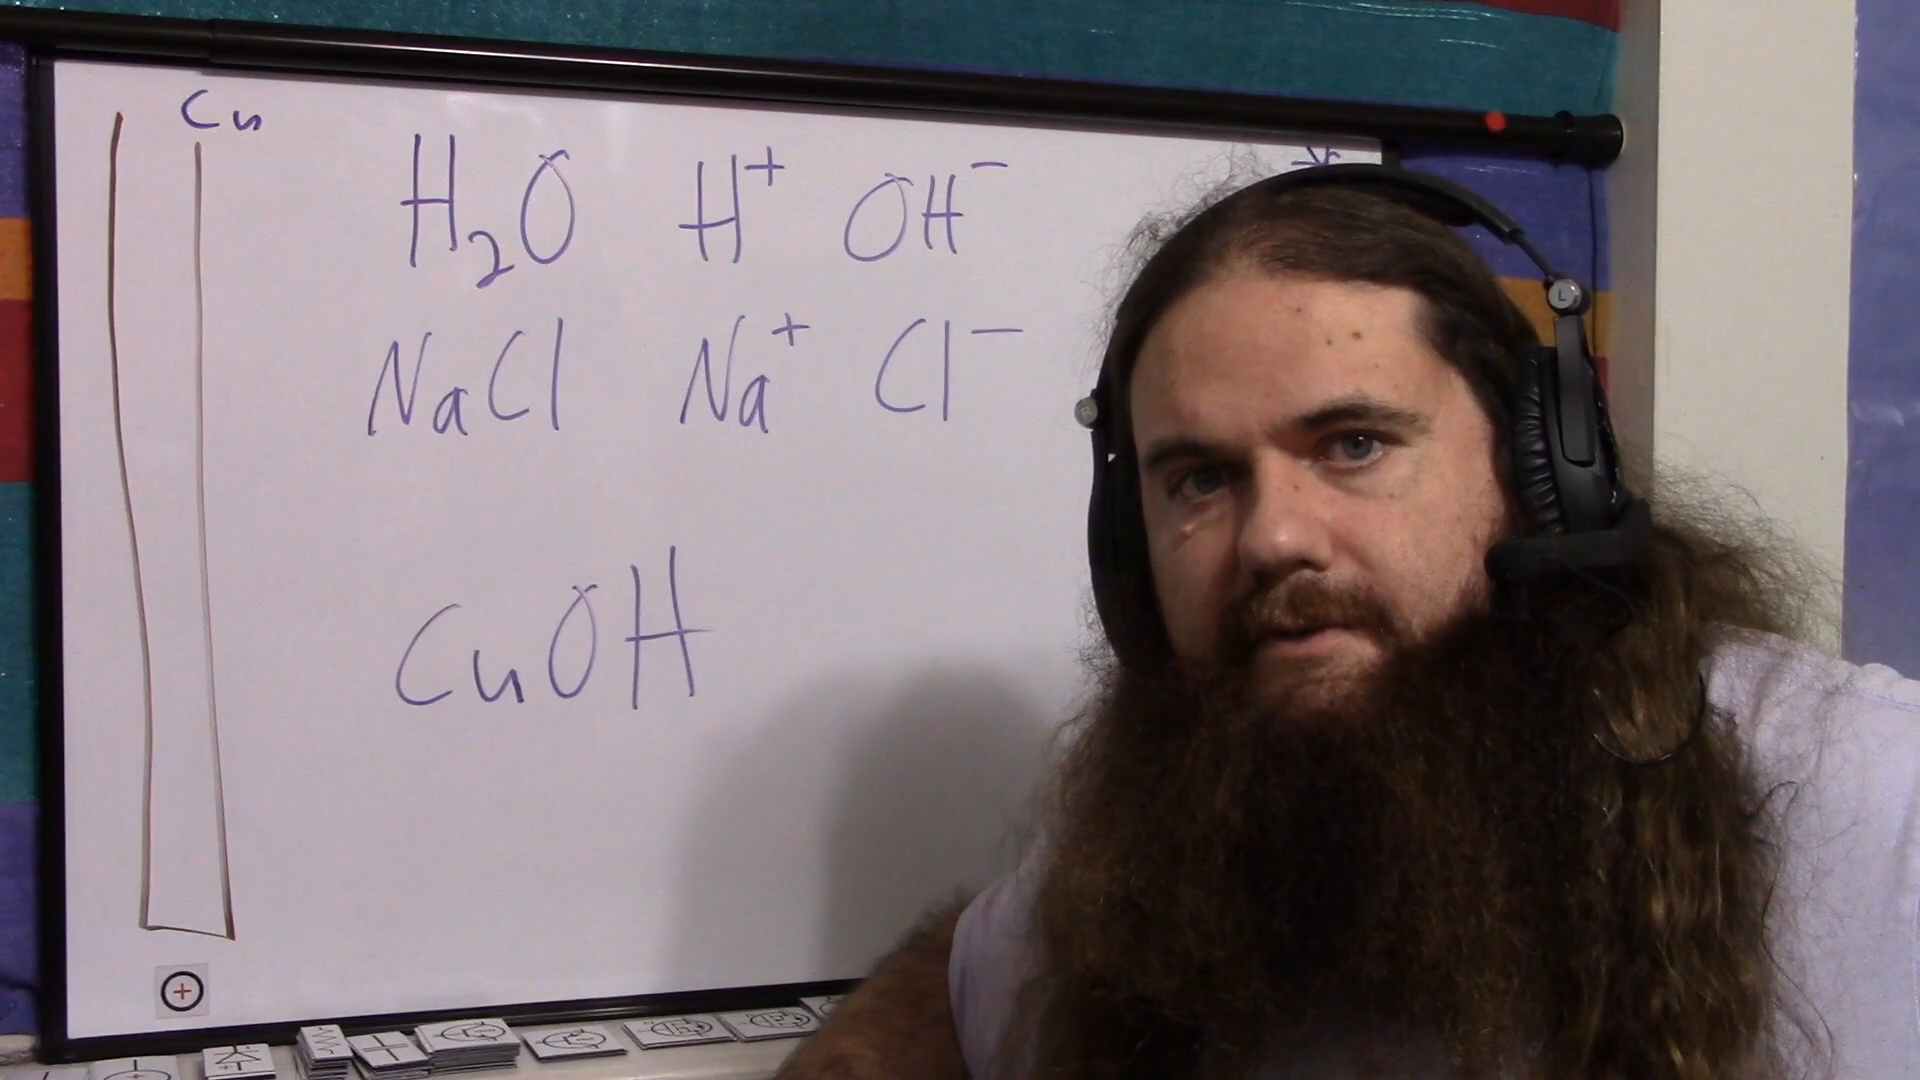 Cu
H₂O H⁺ OH⁻
NaCl Na⁺ Cl⁻
CuOH
+
R
L